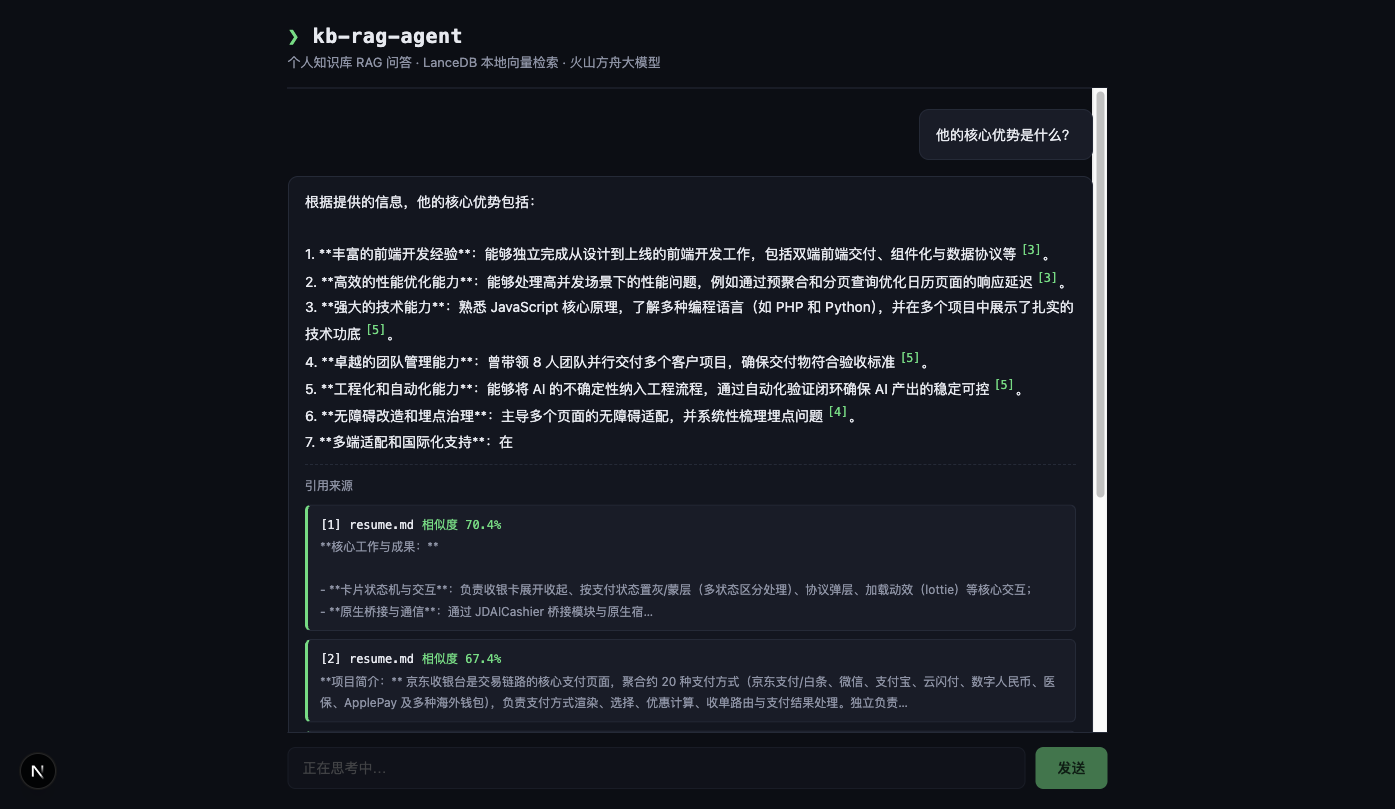 ❯ kb-rag-agent
个人知识库 RAG 问答 · LanceDB 本地向量检索 · 火山方舟大模型
他的核心优势是什么？
根据提供的信息，他的核心优势包括：
1. **丰富的前端开发经验**：能够独立完成从设计到上线的前端开发工作，包括双端前端交付、组件化与数据协议等 [3]。
2. **高效的性能优化能力**：能够处理高并发场景下的性能问题，例如通过预聚合和分页查询优化日历页面的响应延迟 [3]。
3. **强大的技术能力**：熟悉 JavaScript 核心原理，了解多种编程语言（如 PHP 和 Python），并在多个项目中展示了扎实的
技术功底 [5]。
4. **卓越的团队管理能力**：曾带领 8 人团队并行交付多个客户项目，确保交付物符合验收标准 [5]。
5. **工程化和自动化能力**：能够将 AI 的不确定性纳入工程流程，通过自动化验证闭环确保 AI 产出的稳定可控 [5]。
6. **无障碍改造和埋点治理**：主导多个页面的无障碍适配，并系统性梳理埋点问题 [4]。
7. **多端适配和国际化支持**：在
引用来源
[1] resume.md 相似度 70.4%
**核心工作与成果：**
- **卡片状态机与交互**：负责收银卡展开收起、按支付状态置灰/蒙层（多状态区分处理）、协议弹层、加载动效（lottie）等核心交互；
- **原生桥接与通信**：通过 JDAICashier 桥接模块与原生宿...
[2] resume.md 相似度 67.4%
**项目简介：** 京东收银台是交易链路的核心支付页面，聚合约 20 种支付方式（京东支付/白条、微信、支付宝、云闪付、数字人民币、医
保、ApplePay 及多种海外钱包），负责支付方式渲染、选择、优惠计算、收单路由与支付结果处理。独立负责...
正在思考中...
发送
N